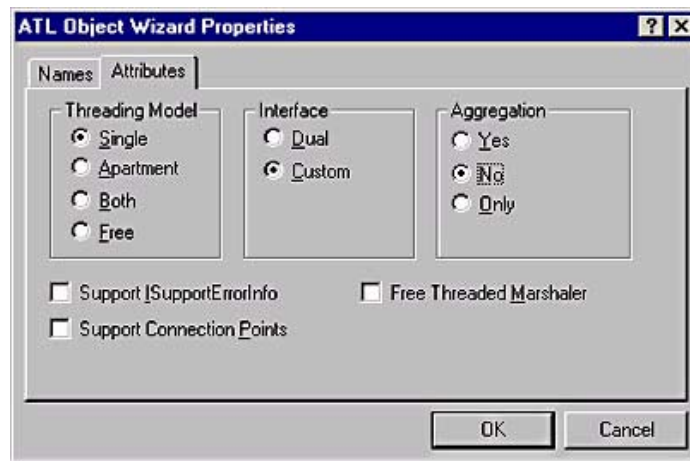 ATL Object Wizard Properties
Names Attributes
Threading Model Interface Aggregation
Single Dual Yes
Apartment Custom No
Both Only
Free
Support ISupportErrorInfo Free Threaded Marshaler
Support Connection Points
OK Cancel